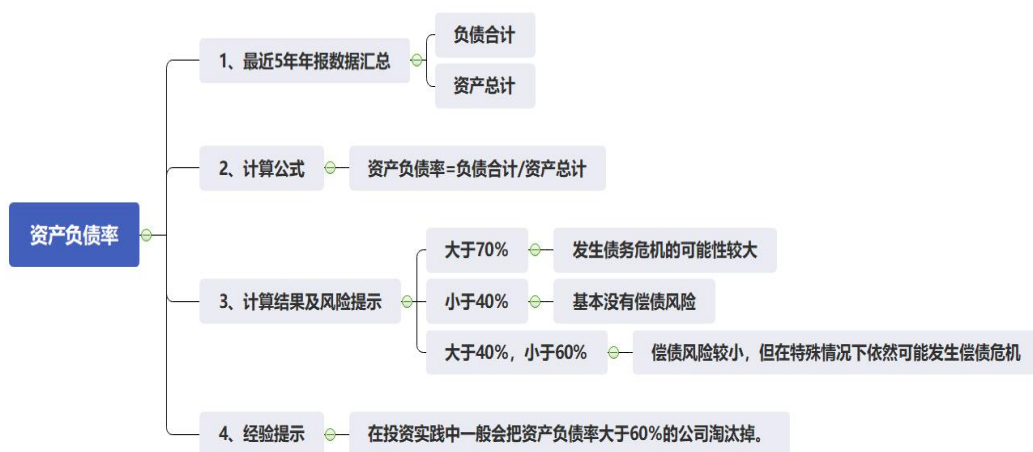 资产负债率
1、最近5年年报数据汇总
负债合计
资产总计
2、计算公式
资产负债率=负债合计/资产总计
3、计算结果及风险提示
大于70%
发生债务危机的可能性较大
小于40%
基本没有偿债风险
大于40%，小于60%
偿债风险较小，但在特殊情况下依然可能发生偿债危机
4、经验提示
在投资实践中一般会把资产负债率大于60%的公司淘汰掉。